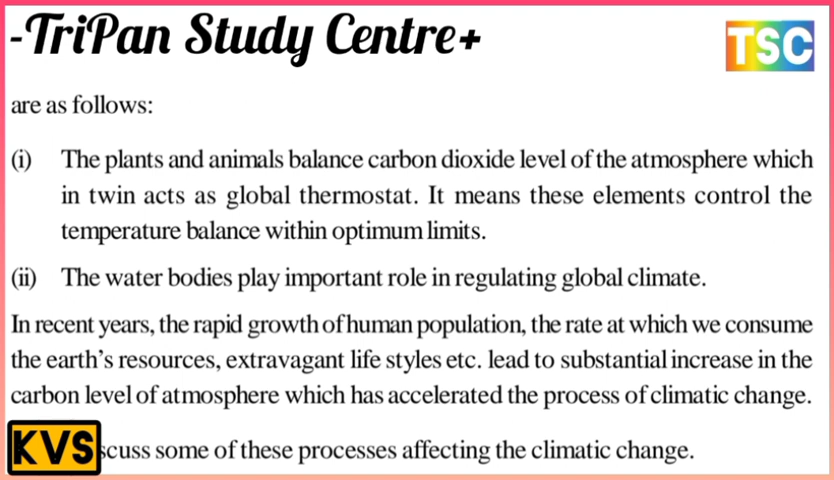 -TriPan Study Centre+
TSC
are as follows:
(i) The plants and animals balance carbon dioxide level of the atmosphere which
in twin acts as global thermostat. It means these elements control the
temperature balance within optimum limits.
(ii) The water bodies play important role in regulating global climate.
In recent years, the rapid growth of human population, the rate at which we consume
the earth's resources, extravagant life styles etc. lead to substantial increase in the
carbon level of atmosphere which has accelerated the process of climatic change.
KVS scuss some of these processes affecting the climatic change.